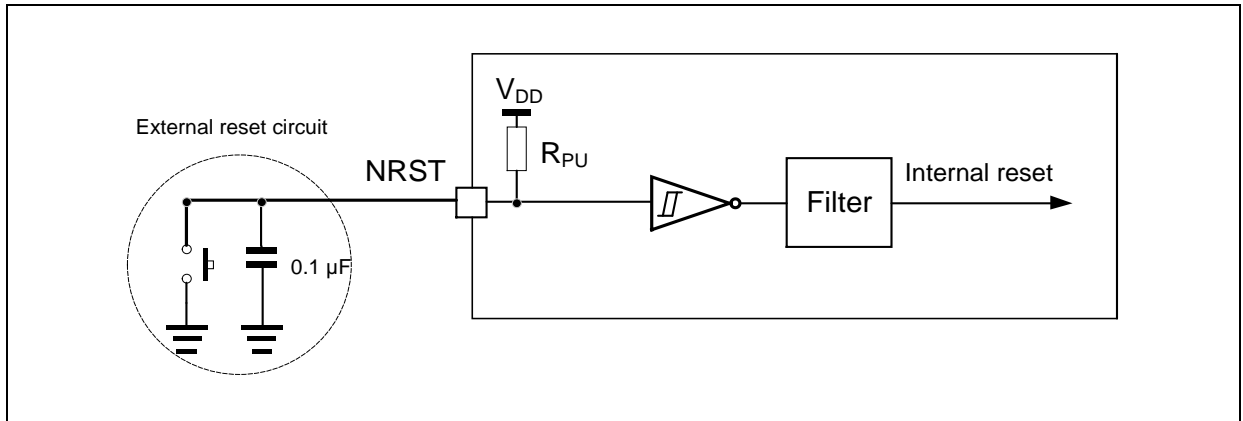 External reset circuit
VDD
RPU
NRST
Filter
Internal reset
0.1 µF